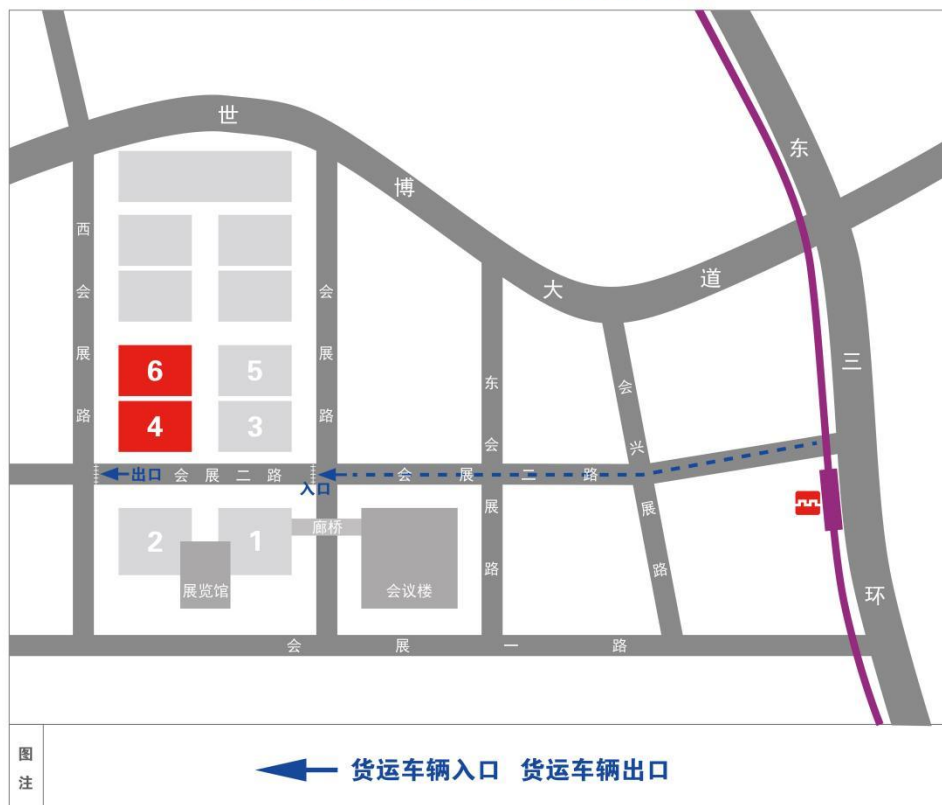 世博大道
东三环
西会展路
会展路
东会展路
会兴展路
6
5
4
3
出口
会展二路
入口
会展二路
2
1
廊桥
展览馆
会议楼
会展一路
图注
货运车辆入口 货运车辆出口